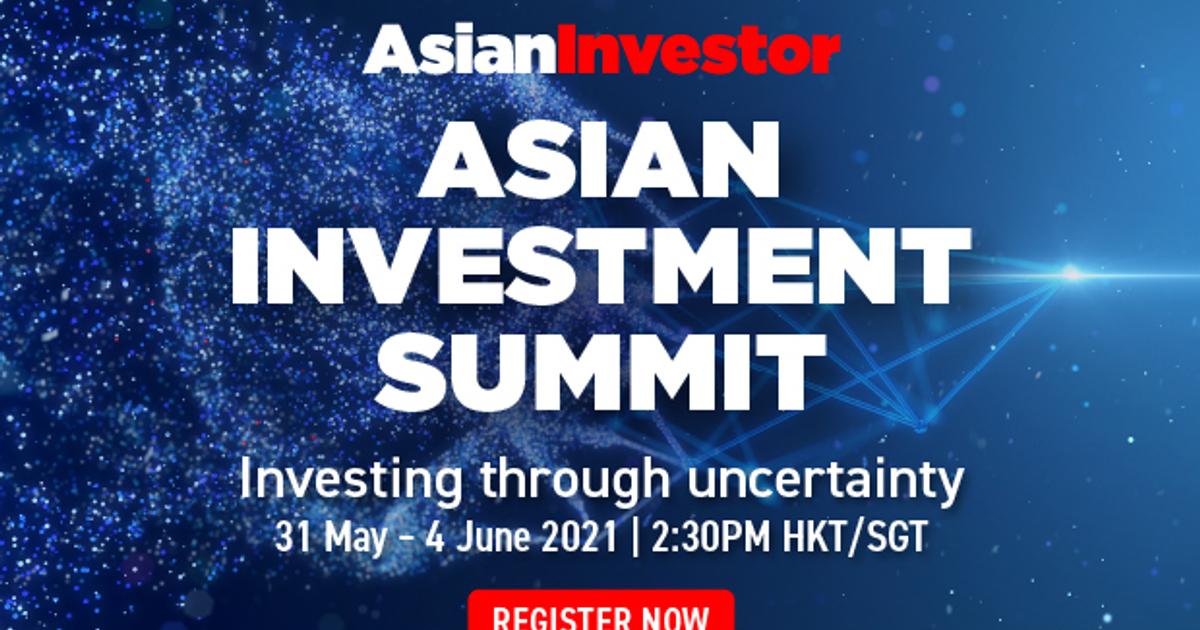 AsianInvestor
ASIAN
INVESTMENT
SUMMIT
Investing through uncertainty
31 May – 4 June 2021 | 2:30PM HKT/SGT
REGISTER NOW